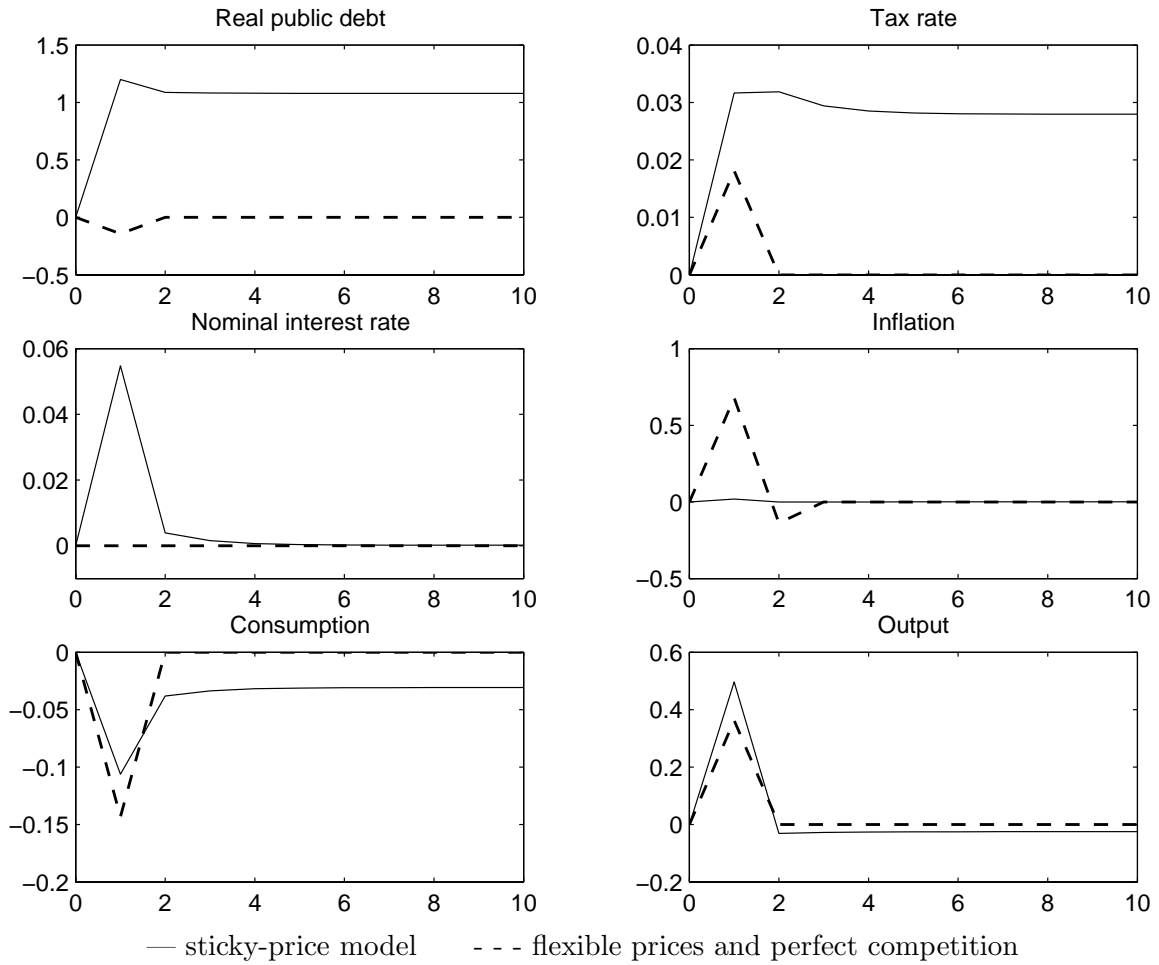 Real public debt
1.5
1
0.5
0
−0.5
0 2 4 6 8 10
Tax rate
0.04
0.03
0.02
0.01
0
0 2 4 6 8 10
Nominal interest rate
0.06
0.04
0.02
0
0 2 4 6 8 10
Inflation
1
0.5
0
−0.5
0 2 4 6 8 10
Consumption
0
−0.05
−0.1
−0.15
−0.2
0 2 4 6 8 10
Output
0.6
0.4
0.2
0
−0.2
0 2 4 6 8 10
— sticky-price model - - - flexible prices and perfect competition